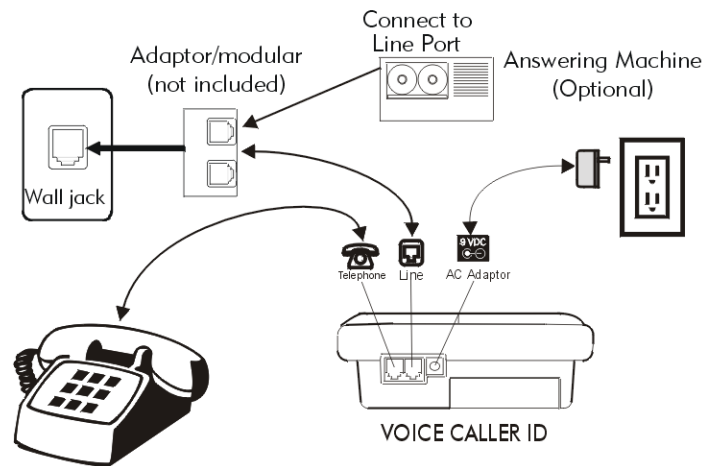 Connect to
Line Port
Adaptor/modular
(not included)
Answering Machine
(Optional)
Wall jack
9 VDC
Telephone
Line
AC Adaptor
VOICE CALLER ID